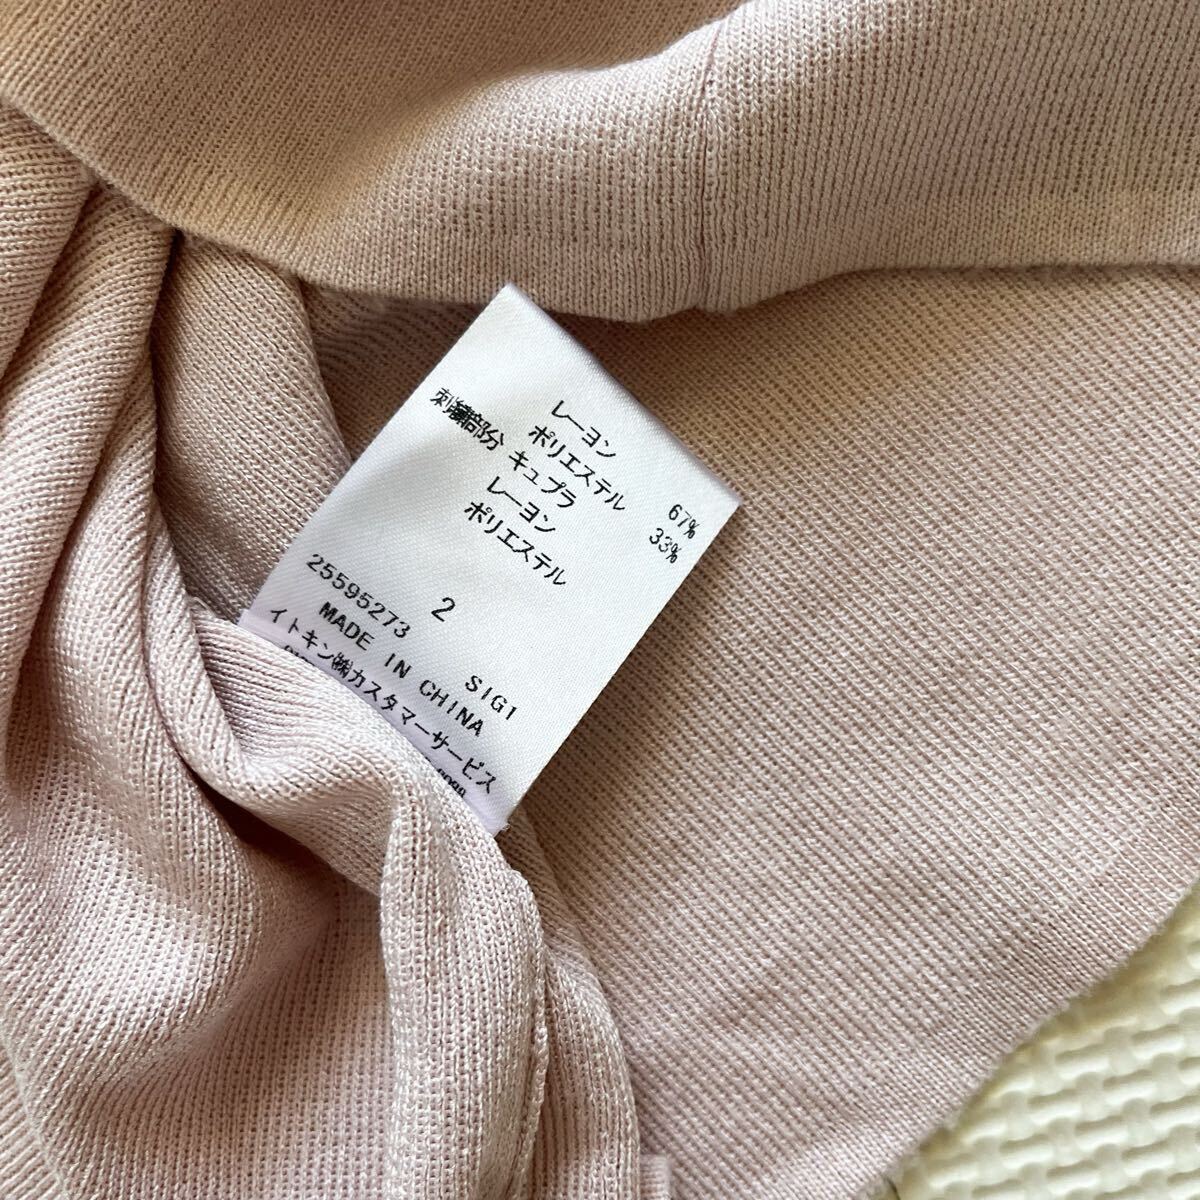 レーヨン 67%
ポリエステル 33%
刺繍部分 キュプラ
レーヨン
ポリエステル
2
25595273 SIG1
MADE IN CHINA
イトキン㈱カスタマーサービス